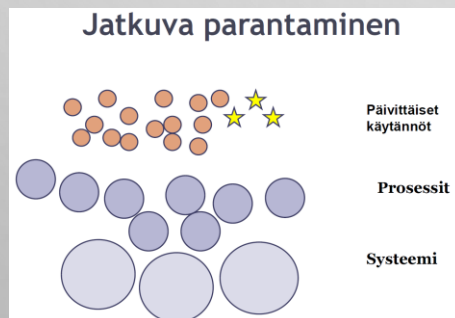 Jatkuva parantaminen
Päivittäiset
käytännöt
Prosessit
Systeemi